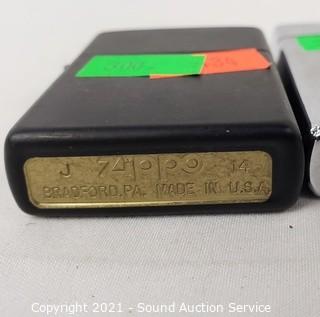 J ZIPPO 14
BRADFORD, PA. MADE IN U.S.A.
Copyright 2021 - Sound Auction Service